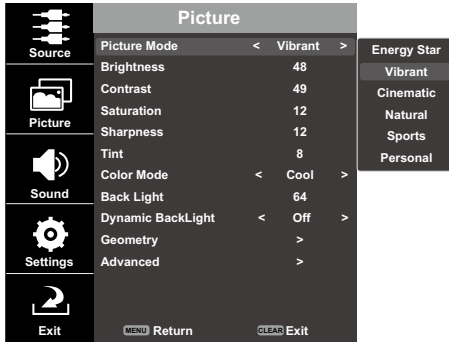 Picture
Source
Picture
Sound
Settings
Exit
Picture Mode < Vibrant >
Brightness 48
Contrast 49
Saturation 12
Sharpness 12
Tint 8
Color Mode < Cool >
Back Light 64
Dynamic BackLight < Off >
Geometry >
Advanced >
MENU Return CLEAR Exit
Energy Star
Vibrant
Cinematic
Natural
Sports
Personal